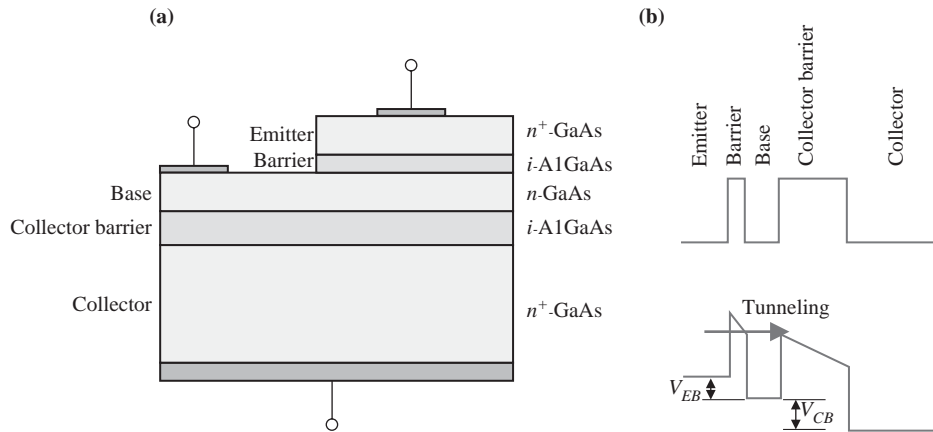 (a)
Emitter
Barrier
Base
Collector barrier
Collector
n+-GaAs
i-A1GaAs
n-GaAs
i-A1GaAs
n+-GaAs
(b)
Emitter
Barrier
Base
Collector barrier
Collector
Tunneling
VEB
VCB